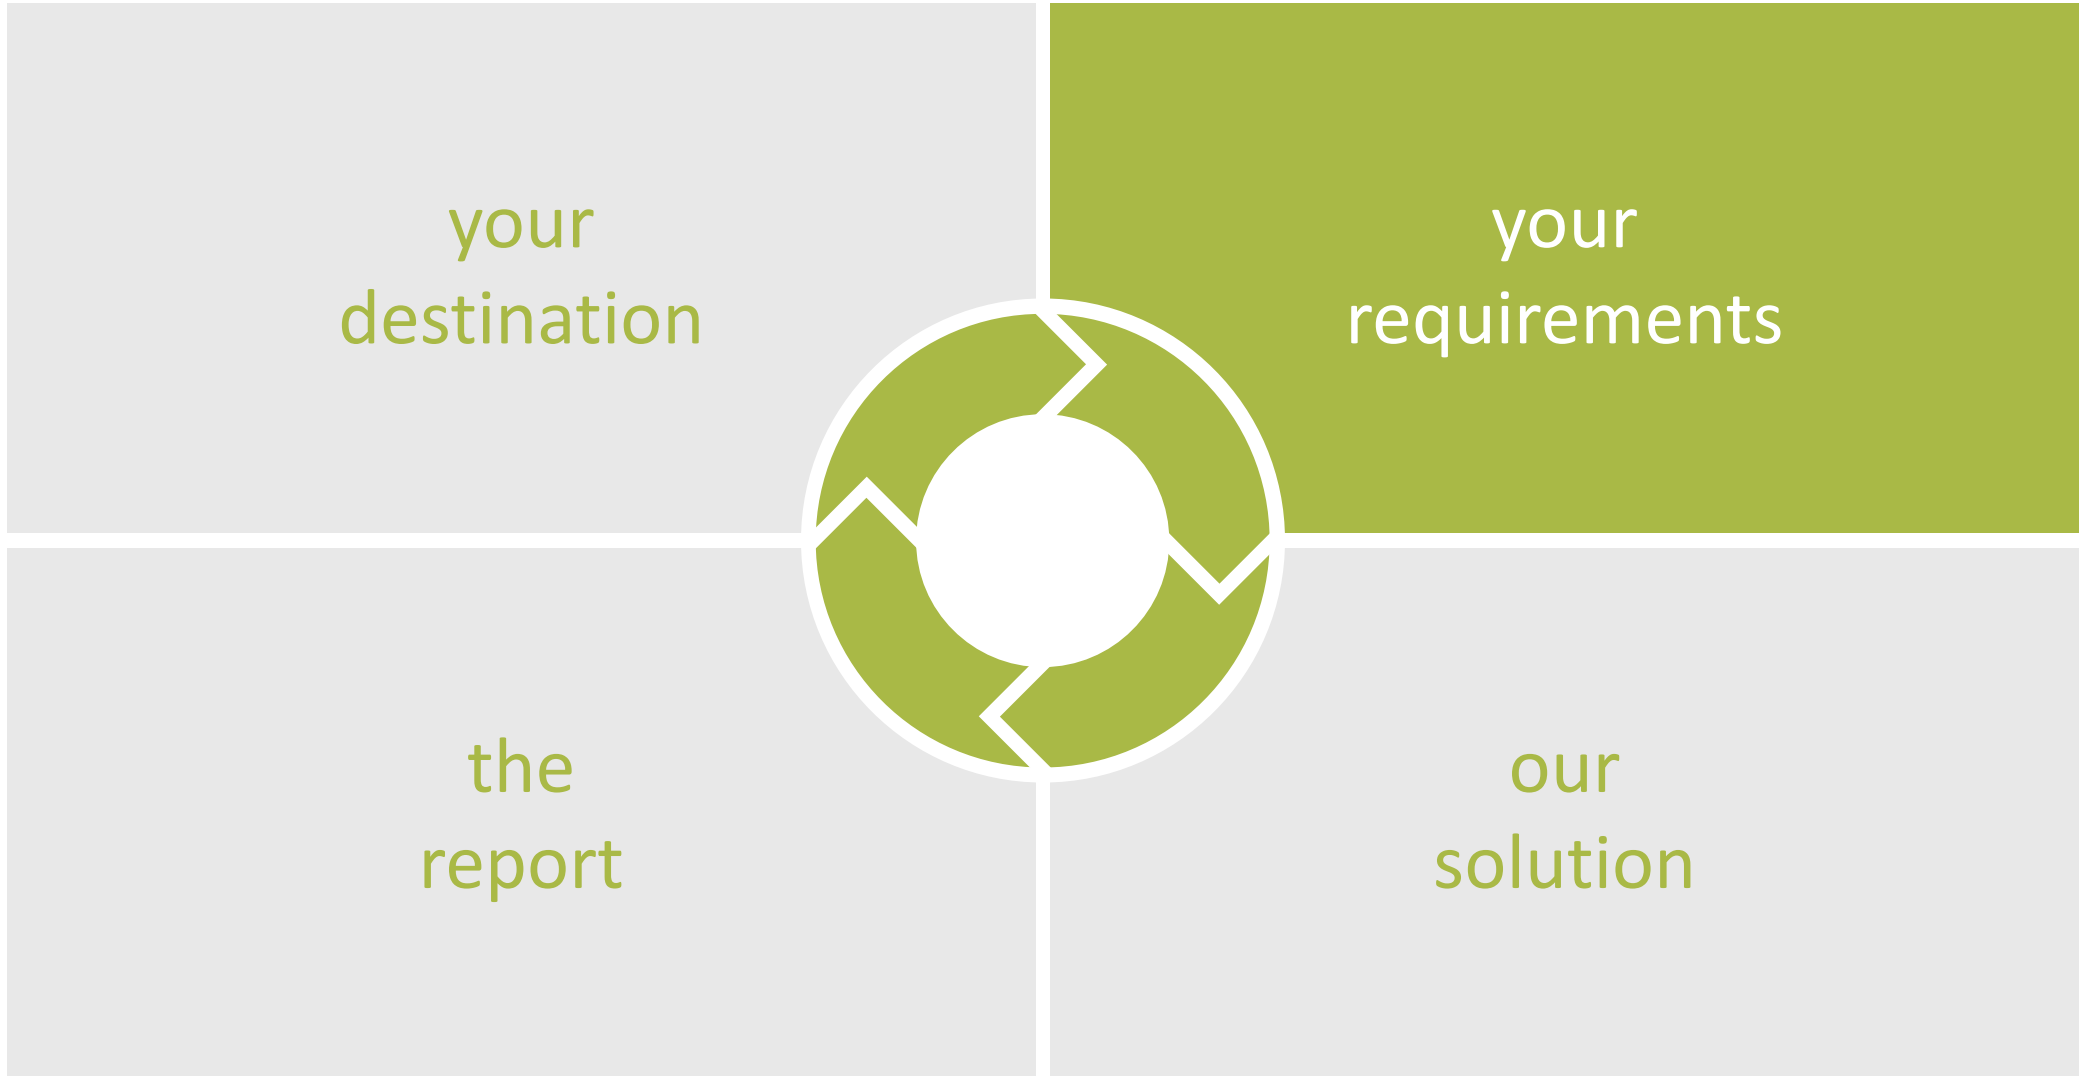 your
destination
your
requirements
the
report
our
solution